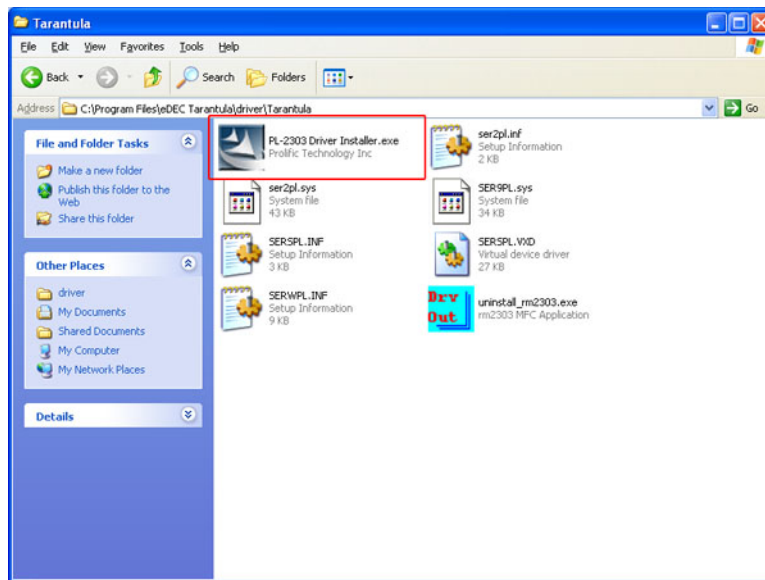 Tarantula
File Edit View Favorites Tools Help
Back Search Folders
Address C:\Program Files\eDEC Tarantula\driver\Tarantula Go
File and Folder Tasks
Make a new folder
Publish this folder to the
Web
Share this folder
Other Places
driver
My Documents
Shared Documents
My Computer
My Network Places
Details
PL-2303 Driver Installer.exe
Prolific Technology Inc
ser2pl.inf
Setup Information
2 KB
ser2pl.sys
System file
43 KB
SER9PL.sys
System file
34 KB
SERSPL.INF
Setup Information
3 KB
SERSPL.VXD
Virtual device driver
27 KB
SERWPL.INF
Setup Information
9 KB
Drv
Out
uninstall_rm2303.exe
rm2303 MFC Application